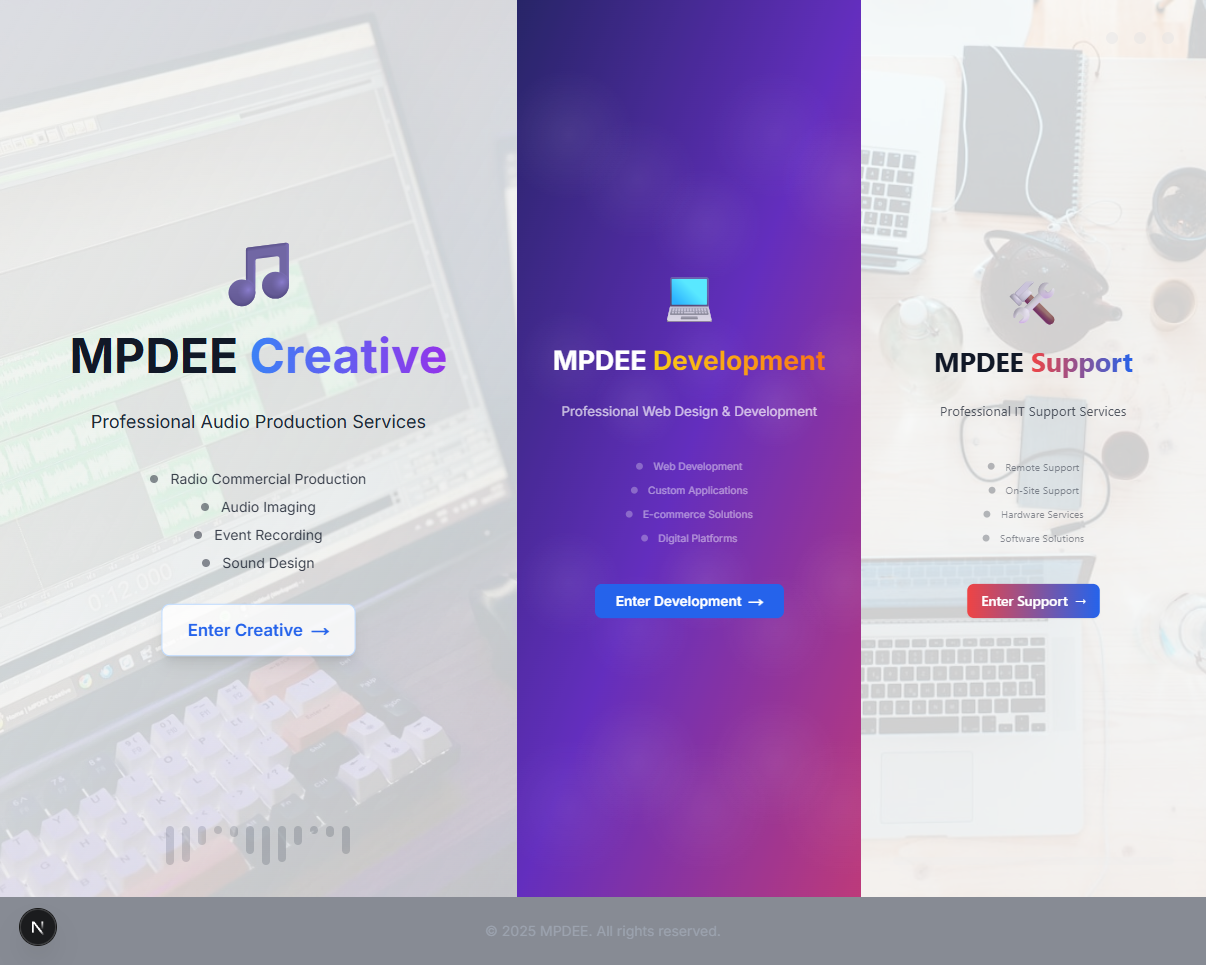 MPDEE Creative
Professional Audio Production Services
Radio Commercial Production
Audio Imaging
Event Recording
Sound Design
Enter Creative →
MPDEE Development
Professional Web Design & Development
Web Development
Custom Applications
E-commerce Solutions
Digital Platforms
Enter Development →
MPDEE Support
Professional IT Support Services
Remote Support
On-Site Support
Hardware Services
Software Solutions
Enter Support →
© 2025 MPDEE. All rights reserved.
N